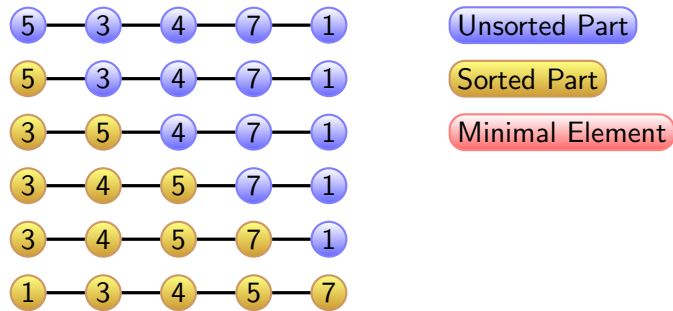 5 3 4 7 1 Unsorted Part
5 3 4 7 1 Sorted Part
3 5 4 7 1 Minimal Element
3 4 5 7 1
3 4 5 7 1
1 3 4 5 7